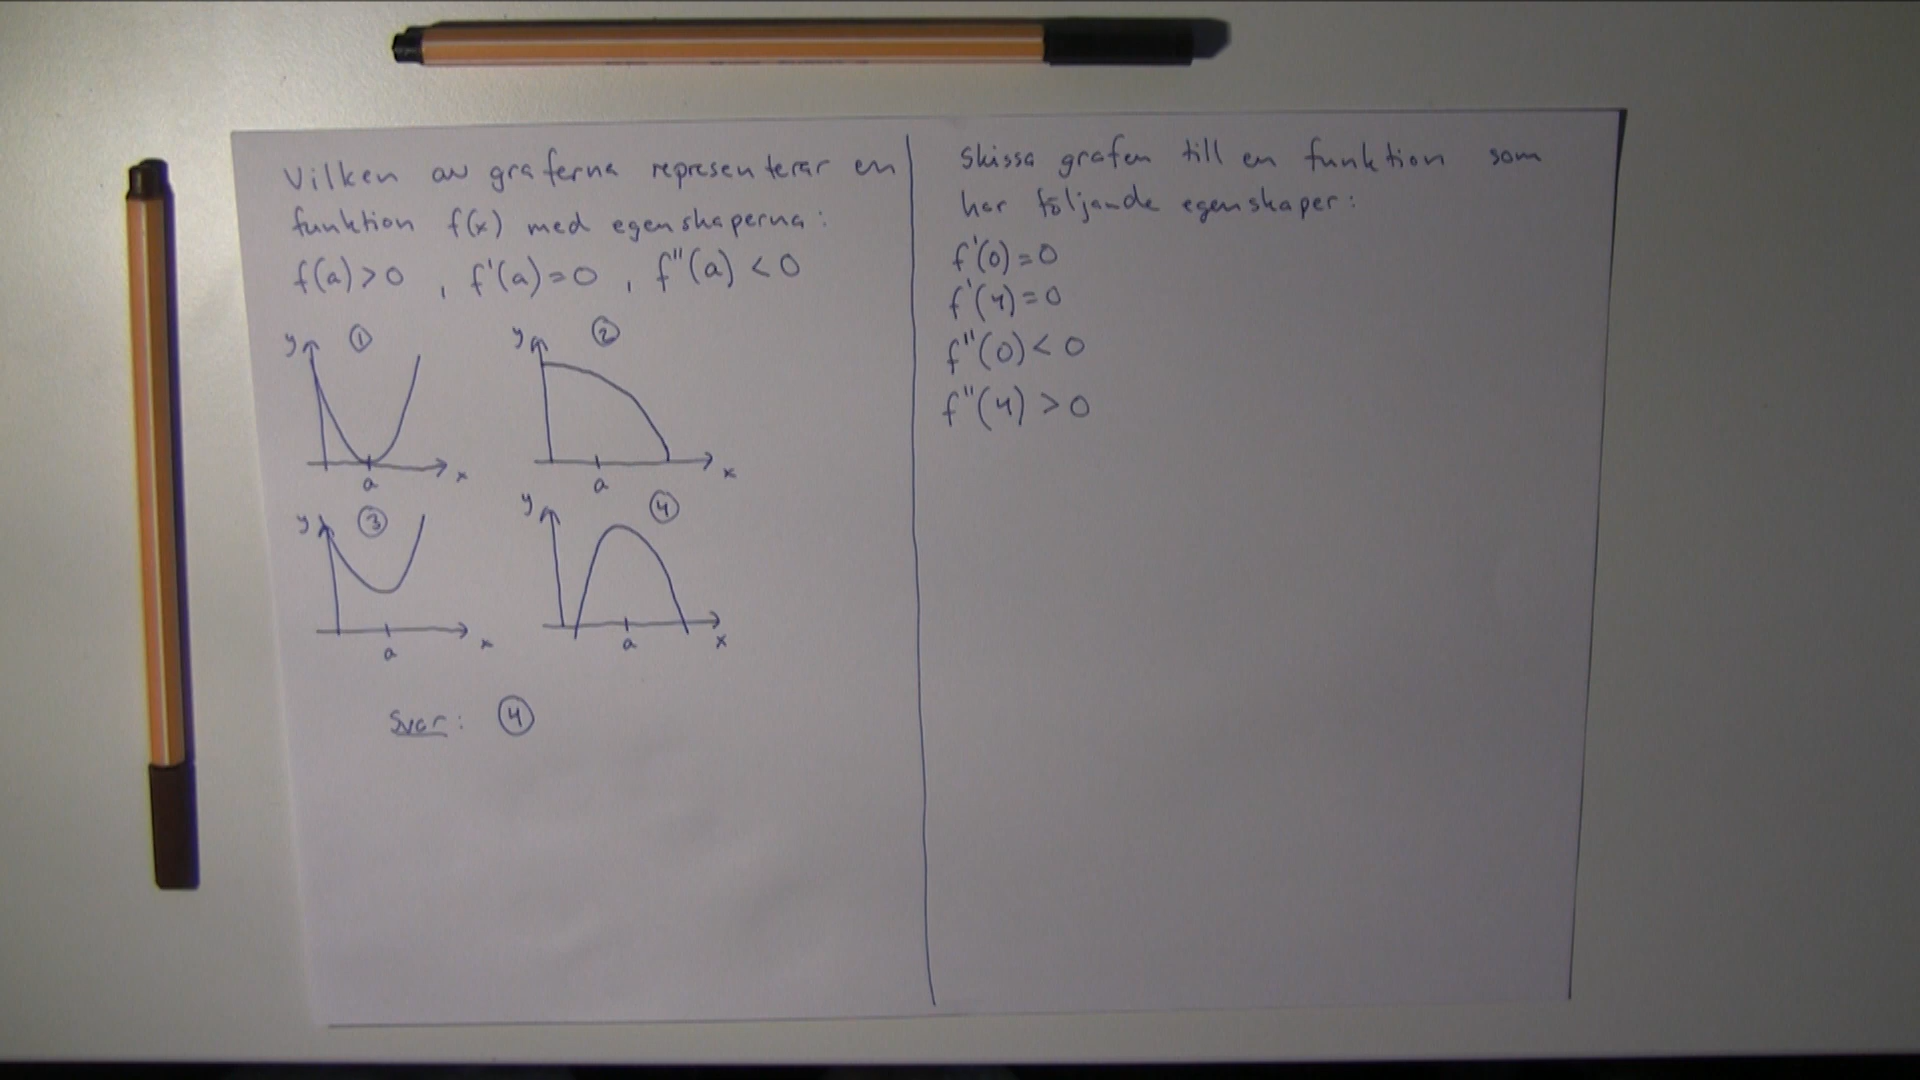 Vilken av graferna representerar en
funktion f(x) med egenskaperna:
f(a)>0 , f'(a)=0 , f''(a) <0
y ① x a
y ② x a
y ③ x a
y ④ x a
Svar: ④
Skissa grafen till en funktion som
har följande egenskaper:
f'(0)=0
f'(4)=0
f''(0)<0
f''(4) >0